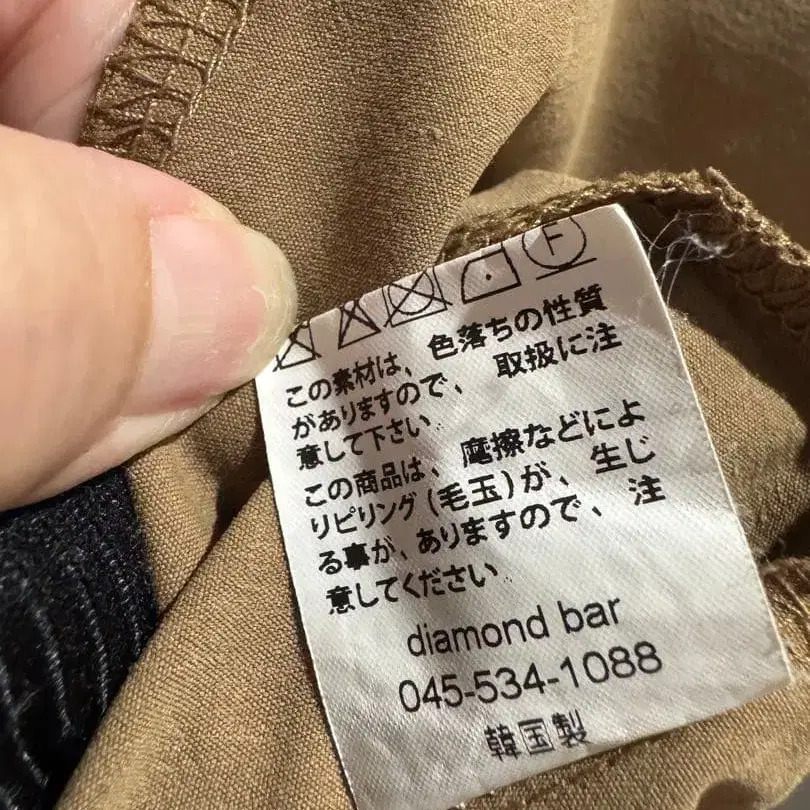 F
この素材は、色落ちの性質
がありますので、取扱に注
意して下さい.
この商品は、磨擦などによ
りピリング(毛玉)が、生じ
る事が、ありますので、注
意してください
diamond bar
045-534-1088
韓国製